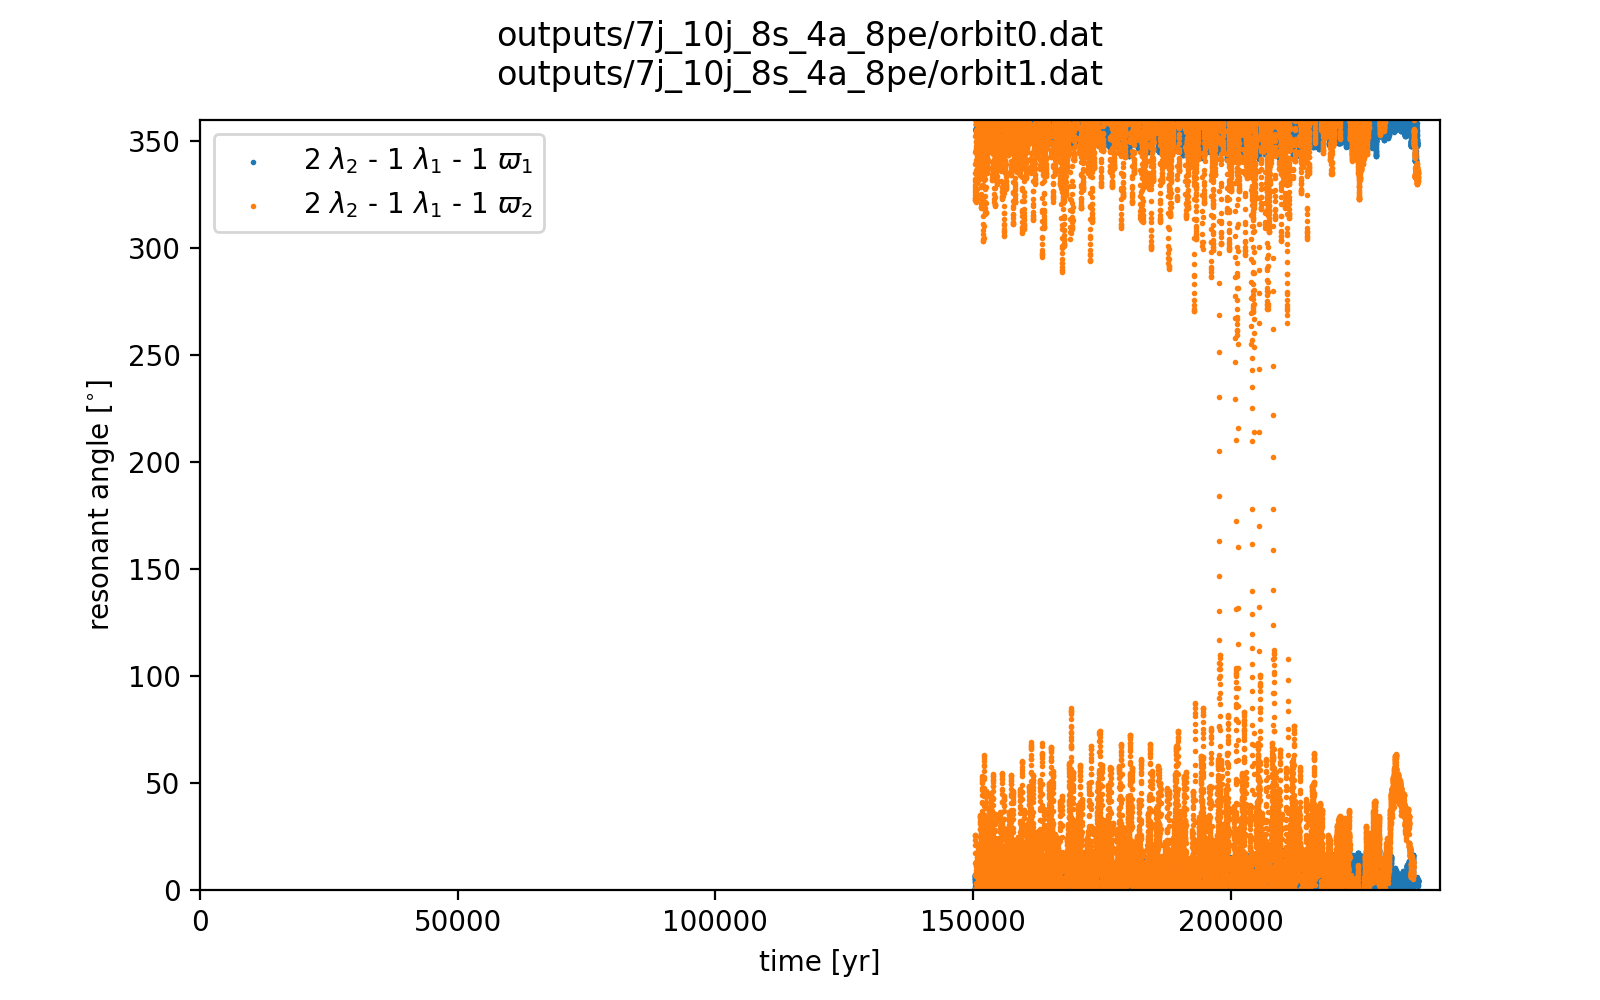 outputs/7j_10j_8s_4a_8pe/orbit0.dat
outputs/7j_10j_8s_4a_8pe/orbit1.dat
2 λ₂ - 1 λ₁ - 1 ϖ₁
2 λ₂ - 1 λ₁ - 1 ϖ₂
350
300
250
200
150
100
50
0
resonant angle [°]
0 50000 100000 150000 200000
time [yr]